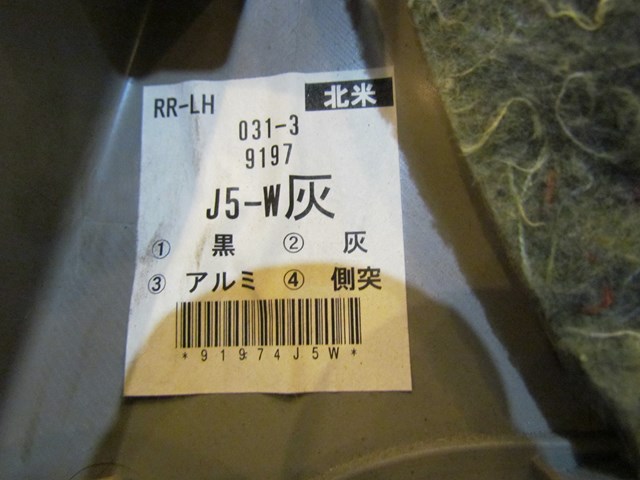 RR-LH 北米
031-3
9197
J5-W灰
① 黒 ② 灰
③ アルミ ④ 側突
*91974J5W*